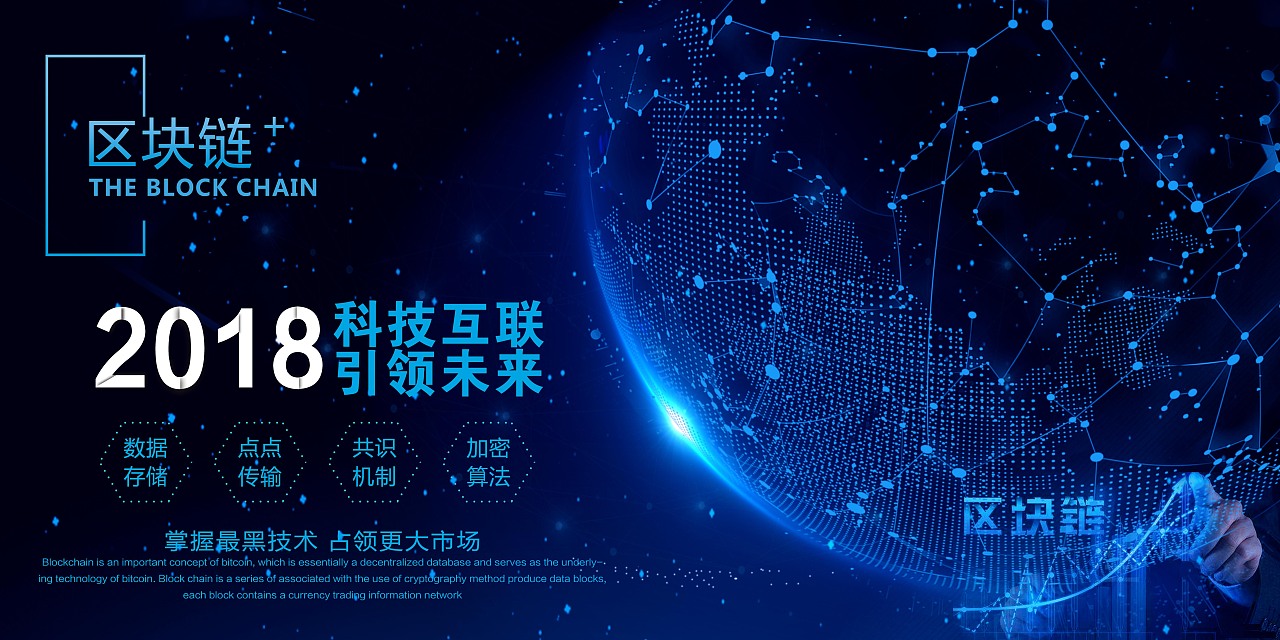 区块链+
THE BLOCK CHAIN
2018
科技互联
引领未来
数据
存储
点点
传输
共识
机制
加密
算法
掌握最黑技术 占领更大市场
Blockchain is an important concept of bitcoin, which is essentially a decentralized database and serves as the underly-
ing technology of bitcoin. Block chain is a series of associated with the use of cryptography method produce data blocks,
each block contains a currency trading information network
区块链